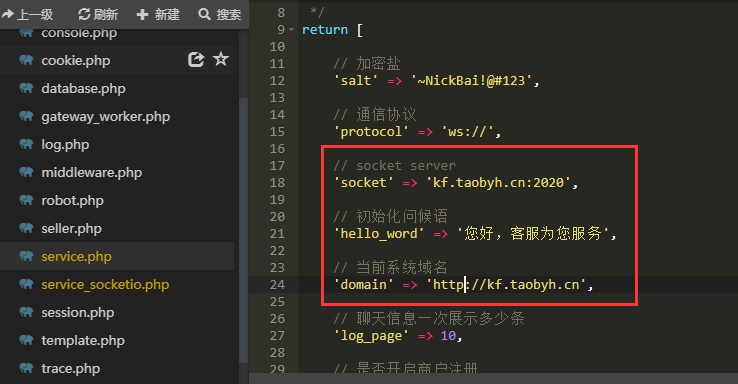 上一级 刷新 新建 搜索
console.php
cookie.php
database.php
gateway_worker.php
log.php
middleware.php
robot.php
seller.php
service.php
service_socketio.php
session.php
template.php
trace.php
8 */
9 return [
10
11 // 加密盐
12 'salt' => '~NickBai!@#123',
13
14 // 通信协议
15 'protocol' => 'ws://',
16
17 // socket server
18 'socket' => 'kf.taobyh.cn:2020',
19
20 // 初始化问候语
21 'hello_word' => '您好，客服为您服务',
22
23 // 当前系统域名
24 'domain' => 'http://kf.taobyh.cn',
25
26 // 聊天信息一次展示多少条
27 'log_page' => 10,
28
29 // 是否开启商户注册